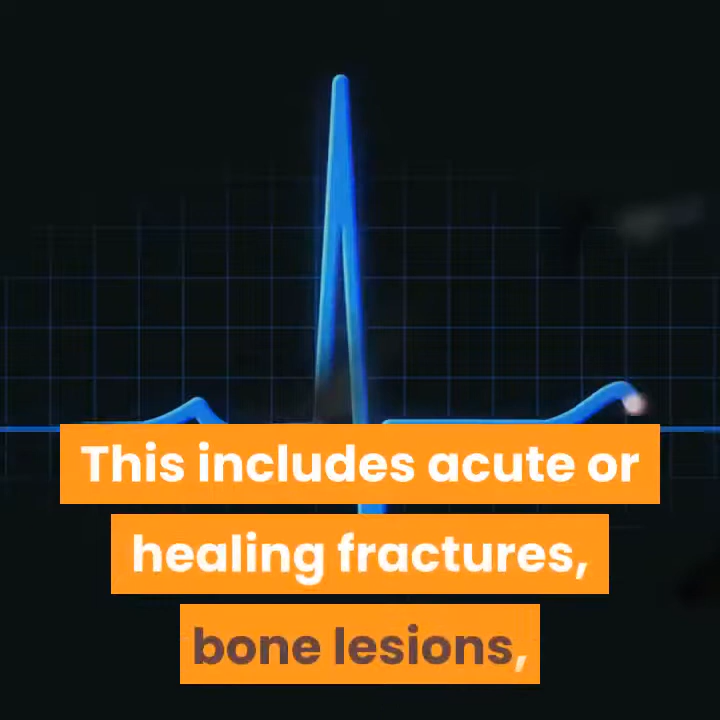 This includes acute or
healing fractures,
bone lesions,